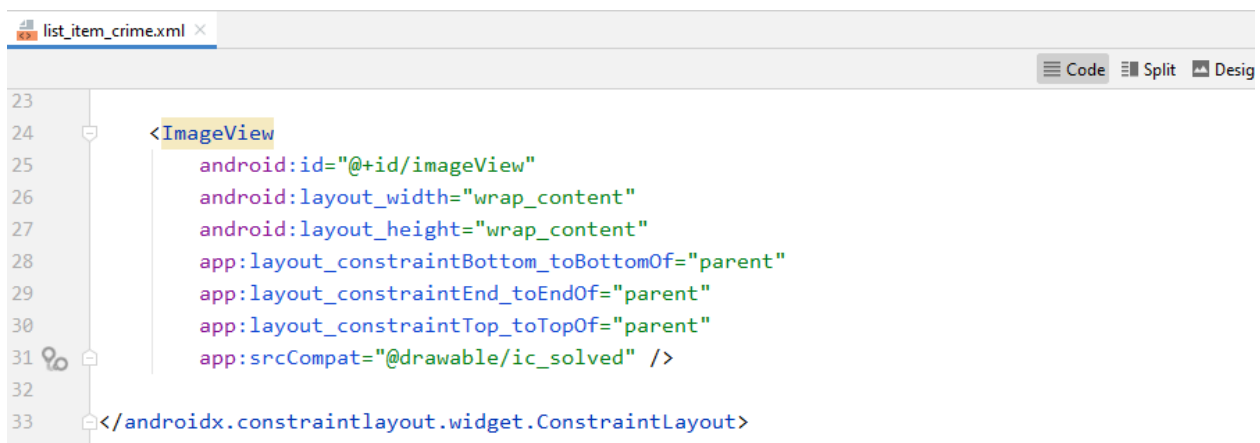 list_item_crime.xml
Code Split Desig
23
24 <ImageView
25 android:id="@+id/imageView"
26 android:layout_width="wrap_content"
27 android:layout_height="wrap_content"
28 app:layout_constraintBottom_toBottomOf="parent"
29 app:layout_constraintEnd_toEndOf="parent"
30 app:layout_constraintTop_toTopOf="parent"
31 app:srcCompat="@drawable/ic_solved" />
32
33 </androidx.constraintlayout.widget.ConstraintLayout>